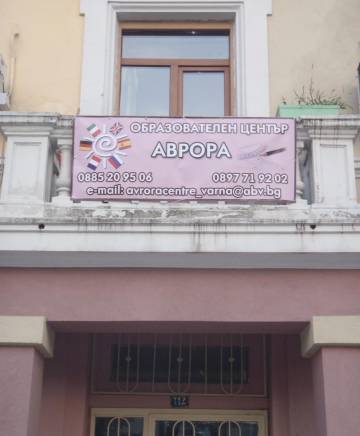 ОБРАЗОВАТЕЛЕН ЦЕНТЪР
АВРОРА
0885 20 95 06 0897 71 92 02
e-mail: avroracentre_varna@abv.bg